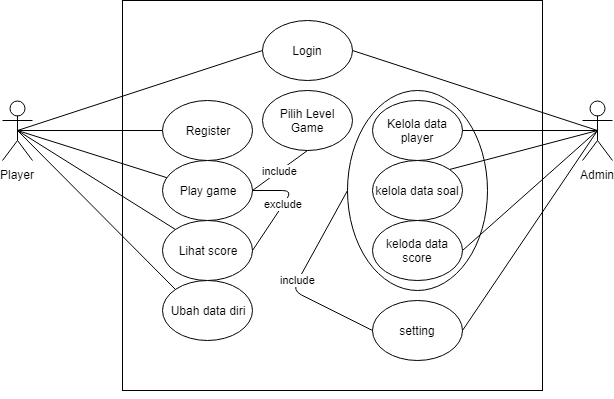 Login
Pilih Level
Game
Register
Kelola data
player
Player
Admin
include
Play game
exclude
kelola data soal
Lihat score
keloda data
score
include
Ubah data diri
setting